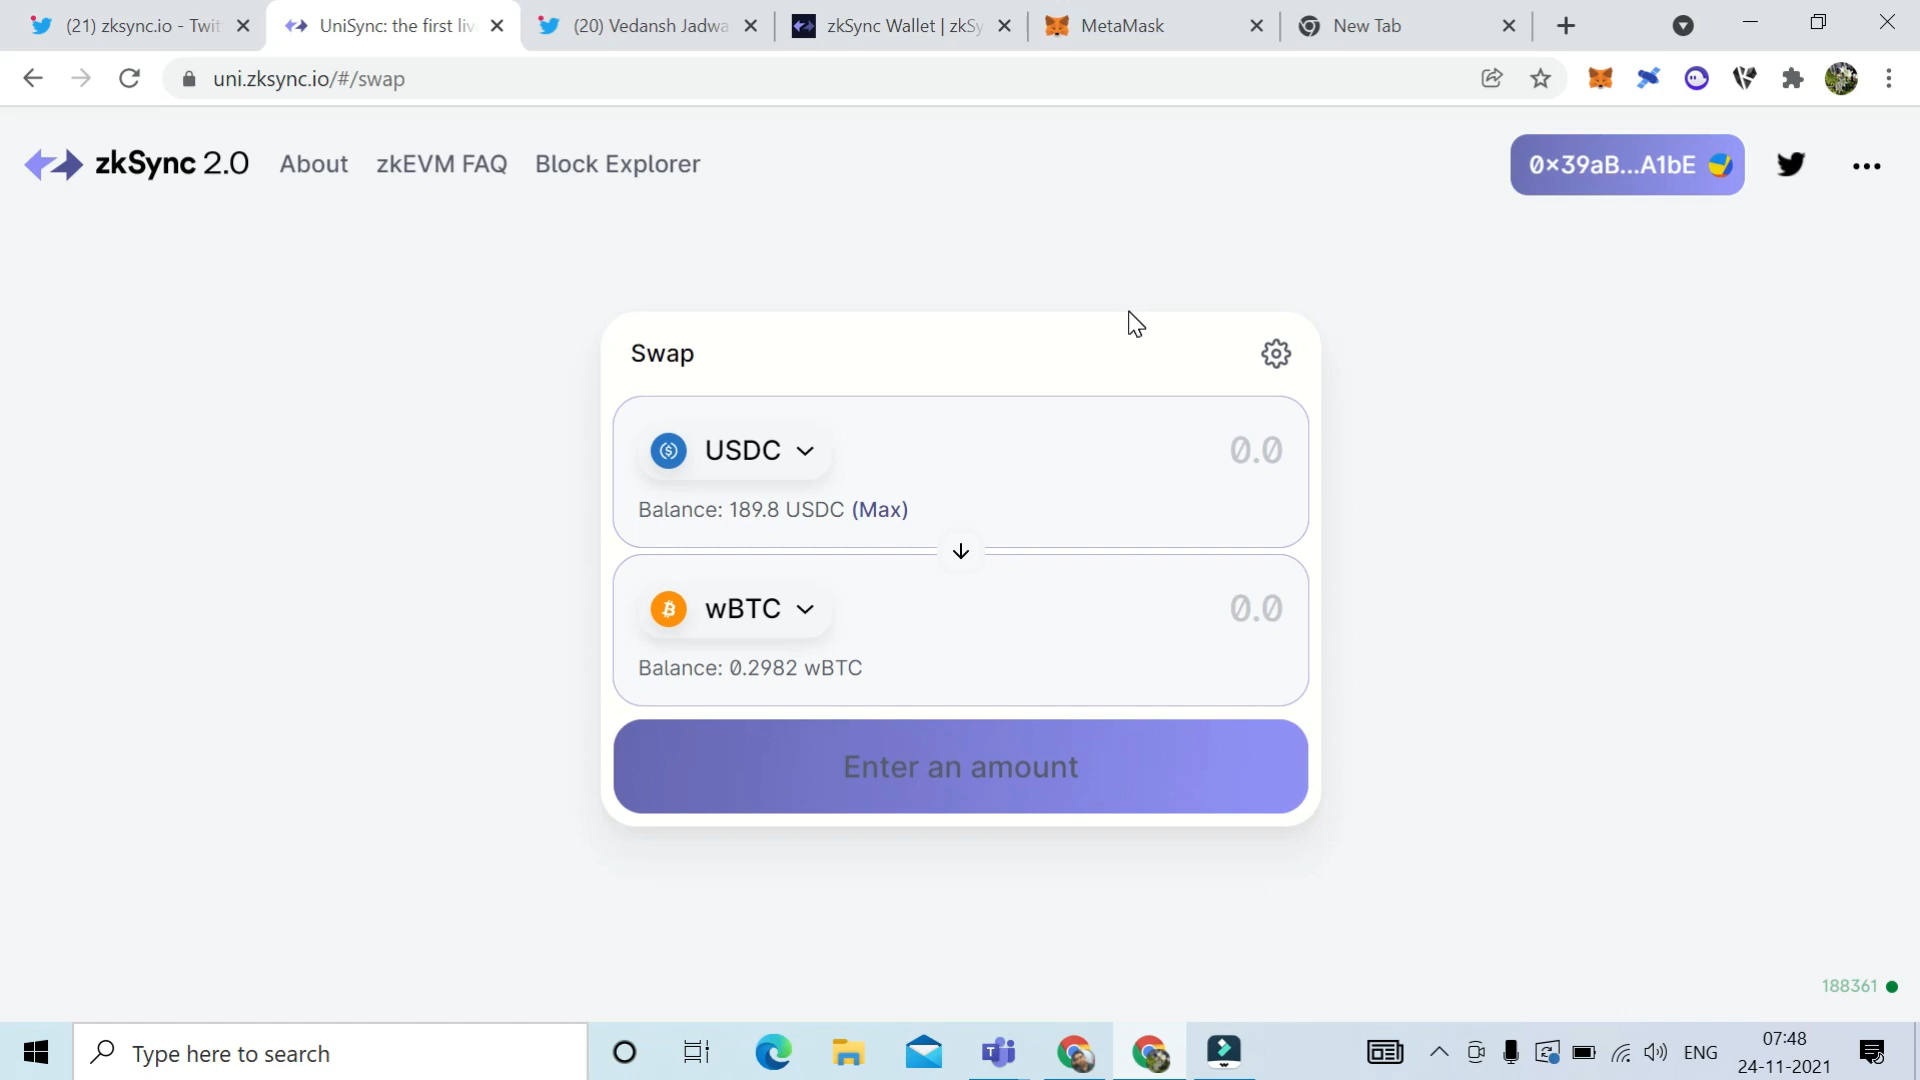 (21) zksync.io - Twit
UniSync: the first liv
(20) Vedansh Jadwa
zkSync Wallet | zkSy
MetaMask
New Tab
uni.zksync.io/#/swap
zkSync 2.0
About
zkEVM FAQ
Block Explorer
0×39aB...A1bE
Swap
USDC
0.0
Balance: 189.8 USDC (Max)
wBTC
0.0
Balance: 0.2982 wBTC
Enter an amount
188361
Type here to search
ENG
07:48
24-11-2021